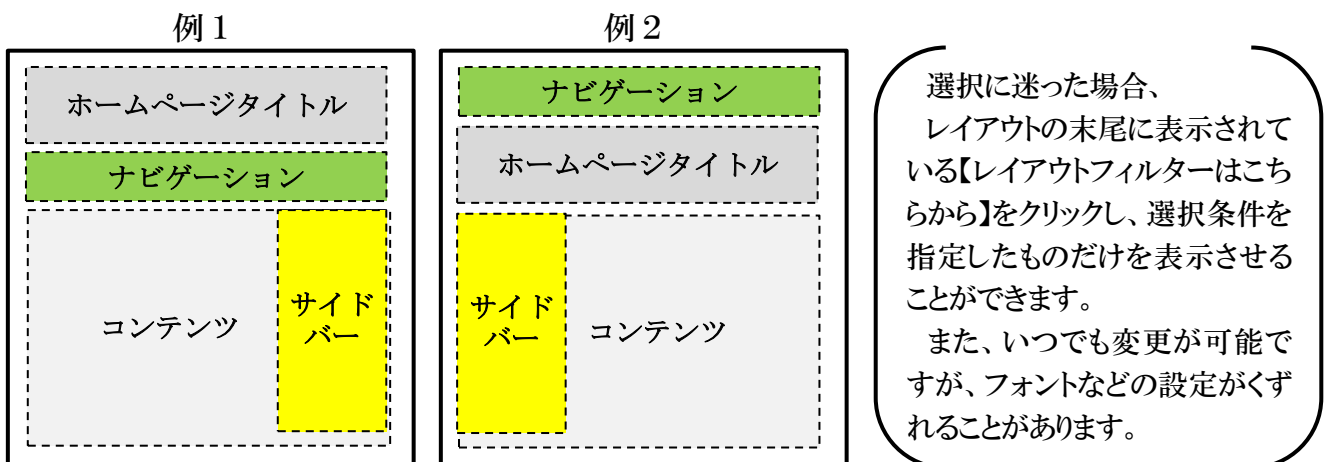 例１
ホームページタイトル
ナビゲーション
コンテンツ
サイド
バー
例２
ナビゲーション
ホームページタイトル
サイド
バー
コンテンツ
選択に迷った場合、
レイアウトの末尾に表示されて
いる【レイアウトフィルターはこち
らから】をクリックし、選択条件を
指定したものだけを表示させる
ことができます。
また、いつでも変更が可能で
すが、フォントなどの設定がくず
れることがあります。